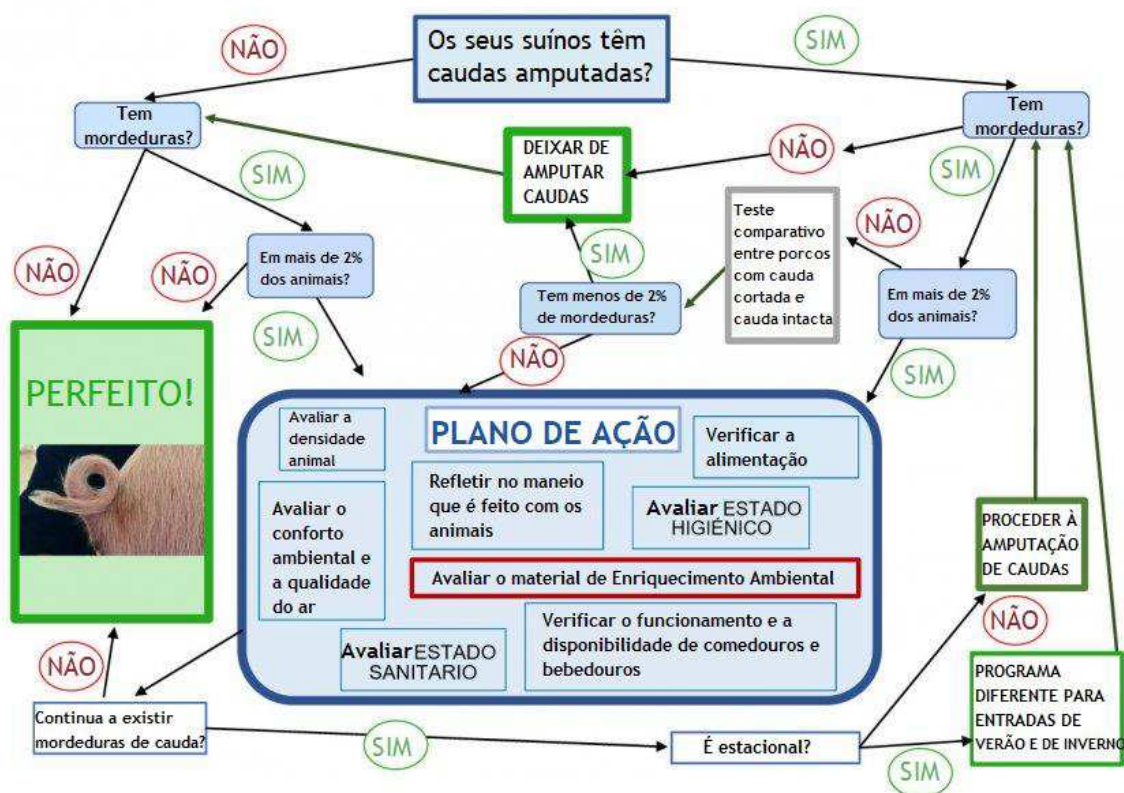 Os seus suínos têm
caudas amputadas?
NÃO
SIM
Tem
mordeduras?
Tem
mordeduras?
DEIXAR DE
AMPUTAR
CAUDAS
NÃO
SIM
SIM
Teste
comparativo
entre porcos
com cauda
cortada e
cauda intacta
NÃO
NÃO
NÃO
Em mais de 2%
dos animais?
SIM
Tem menos de 2%
de mordeduras?
Em mais de 2%
dos animais?
SIM
NÃO
SIM
PERFEITO!
PLANO DE AÇÃO
Avaliar a
densidade
animal
Verificar a
alimentação
Refletir no maneio
que é feito com os
animais
Avaliar o
conforto
ambiental e
a qualidade
do ar
Avaliar ESTADO
HIGIÉNICO
Avaliar o material de Enriquecimento Ambiental
Verificar o funcionamento e a
disponibilidade de comedouros e
bebedouros
Avaliar ESTADO
SANITARIO
PROCEDER À
AMPUTAÇÃO
DE CAUDAS
NÃO
NÃO
Continua a existir
mordeduras de cauda?
SIM
É estacional?
SIM
PROGRAMA
DIFERENTE PARA
ENTRADAS DE
VERÃO E DE INVERNO